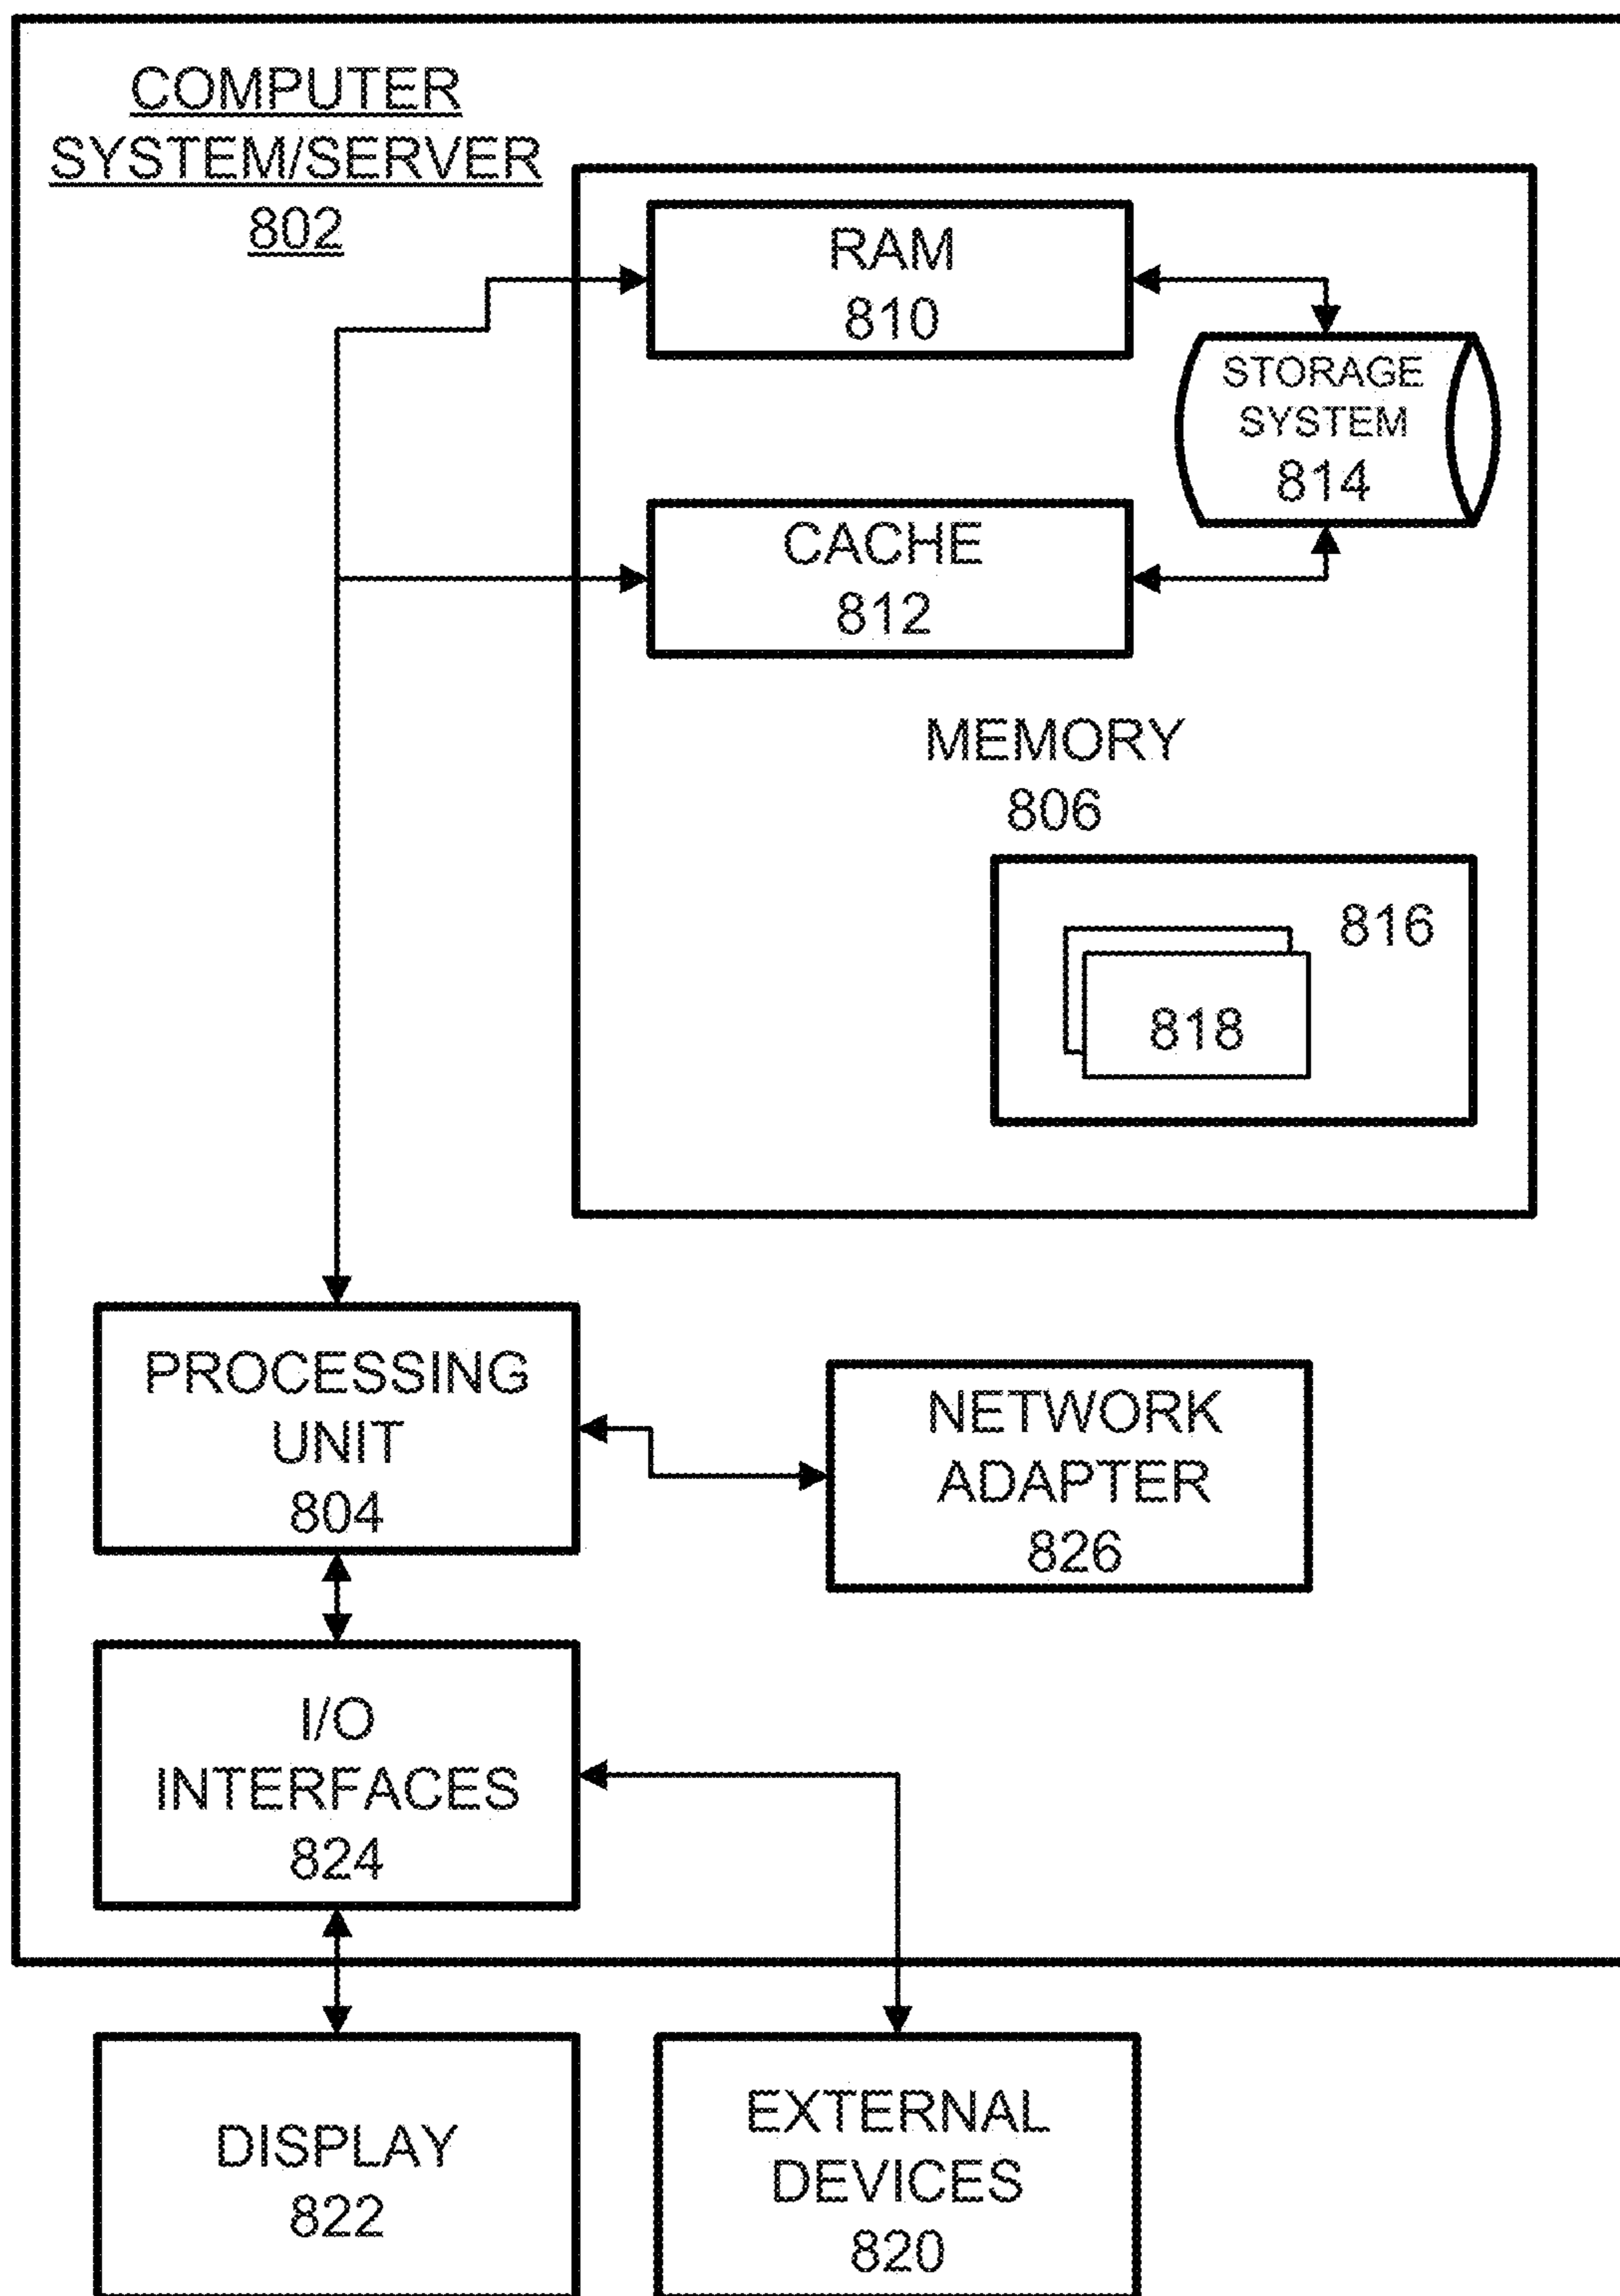 COMPUTER
SYSTEM/SERVER
802
RAM
810
STORAGE
SYSTEM
814
CACHE
812
MEMORY
806
816
818
PROCESSING
UNIT
804
NETWORK
ADAPTER
826
I/O
INTERFACES
824
DISPLAY
822
EXTERNAL
DEVICES
820